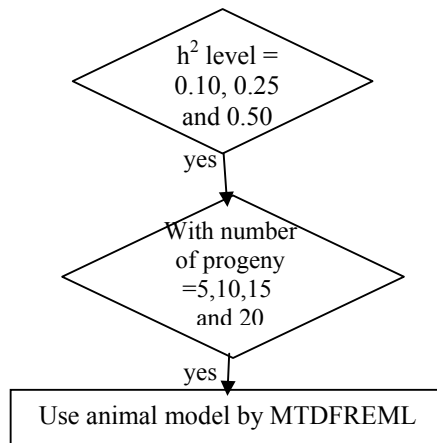 h² level =
0.10, 0.25
and 0.50
yes
With number
of progeny
=5,10,15
and 20
yes
Use animal model by MTDFREML